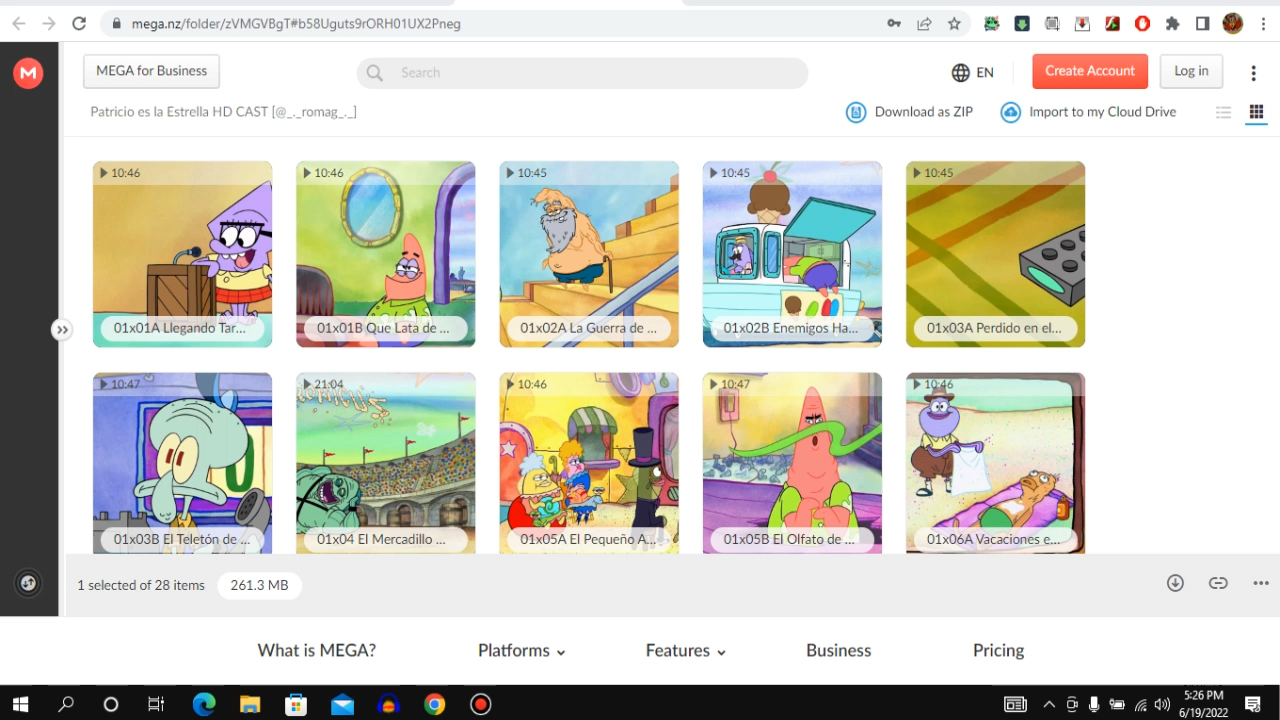 mega.nz/folder/zVMGVBgT#b58Uguts9rORH01UX2Pneg
M
MEGA for Business
Search
EN
Create Account
Log in
Patricio es la Estrella HD CAST [@_._romag_._]
Download as ZIP
Import to my Cloud Drive
10:46
10:46
10:45
10:45
10:45
01x01A Llegando Tar...
01x01B Que Lata de ...
01x02A La Guerra de ...
01x02B Enemigos Ha...
01x03A Perdido en el...
10:47
21:04
10:46
10:47
10:46
01x03B El Teletón de ...
01x04 El Mercadillo ...
01x05A El Pequeño A...
01x05B El Olfato de ...
01x06A Vacaciones e...
1 selected of 28 items
261.3 MB
What is MEGA?
Platforms
Features
Business
Pricing
5:26 PM
6/19/2022